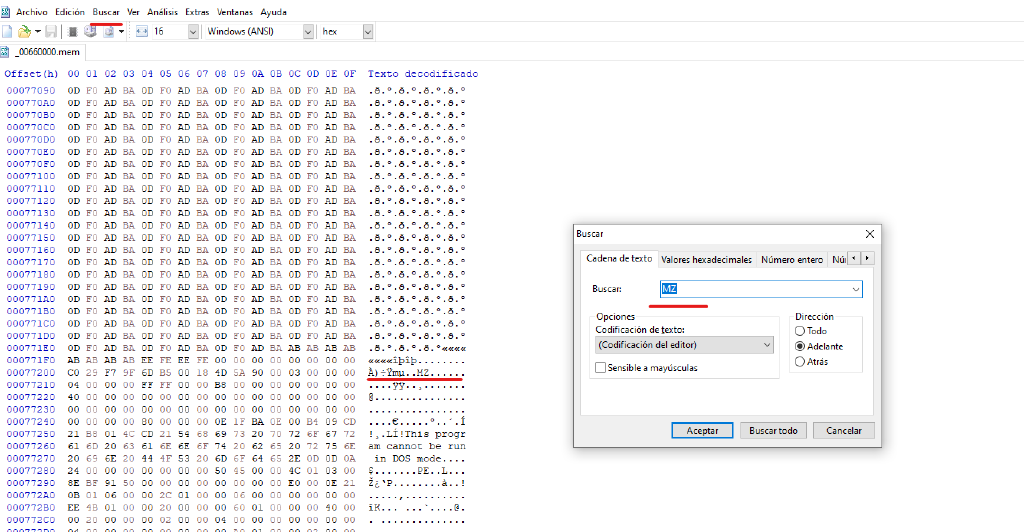 Archivo Edición Buscar Ver Análisis Extras Ventanas Ayuda
16 Windows (ANSI) hex
_00660000.mem
Offset(h) 00 01 02 03 04 05 06 07 08 09 0A 0B 0C 0D 0E 0F Texto decodificado
00077090 0D F0 AD BA 0D F0 AD BA 0D F0 AD BA 0D F0 AD BA .ð.º.ð.º.ð.º.ð.º
000770A0 0D F0 AD BA 0D F0 AD BA 0D F0 AD BA 0D F0 AD BA .ð.º.ð.º.ð.º.ð.º
000770B0 0D F0 AD BA 0D F0 AD BA 0D F0 AD BA 0D F0 AD BA .ð.º.ð.º.ð.º.ð.º
000770C0 0D F0 AD BA 0D F0 AD BA 0D F0 AD BA 0D F0 AD BA .ð.º.ð.º.ð.º.ð.º
000770D0 0D F0 AD BA 0D F0 AD BA 0D F0 AD BA 0D F0 AD BA .ð.º.ð.º.ð.º.ð.º
000770E0 0D F0 AD BA 0D F0 AD BA 0D F0 AD BA 0D F0 AD BA .ð.º.ð.º.ð.º.ð.º
000770F0 0D F0 AD BA 0D F0 AD BA 0D F0 AD BA 0D F0 AD BA .ð.º.ð.º.ð.º.ð.º
00077100 0D F0 AD BA 0D F0 AD BA 0D F0 AD BA 0D F0 AD BA .ð.º.ð.º.ð.º.ð.º
00077110 0D F0 AD BA 0D F0 AD BA 0D F0 AD BA 0D F0 AD BA .ð.º.ð.º.ð.º.ð.º
00077120 0D F0 AD BA 0D F0 AD BA 0D F0 AD BA 0D F0 AD BA .ð.º.ð.º.ð.º.ð.º
00077130 0D F0 AD BA 0D F0 AD BA 0D F0 AD BA 0D F0 AD BA .ð.º.ð.º.ð.º.ð.º
00077140 0D F0 AD BA 0D F0 AD BA 0D F0 AD BA 0D F0 AD BA .ð.º.ð.º.ð.º.ð.º
00077150 0D F0 AD BA 0D F0 AD BA 0D F0 AD BA 0D F0 AD BA .ð.º.ð.º.ð.º.ð.º
00077160 0D F0 AD BA 0D F0 AD BA 0D F0 AD BA 0D F0 AD BA .ð.º.ð.º.ð.º.ð.º
00077170 0D F0 AD BA 0D F0 AD BA 0D F0 AD BA 0D F0 AD BA .ð.º.ð.º.ð.º.ð.º
00077180 0D F0 AD BA 0D F0 AD BA 0D F0 AD BA 0D F0 AD BA .ð.º.ð.º.ð.º.ð.º
00077190 0D F0 AD BA 0D F0 AD BA 0D F0 AD BA 0D F0 AD BA .ð.º.ð.º.ð.º.ð.º
000771A0 0D F0 AD BA 0D F0 AD BA 0D F0 AD BA 0D F0 AD BA .ð.º.ð.º.ð.º.ð.º
000771B0 0D F0 AD BA 0D F0 AD BA 0D F0 AD BA 0D F0 AD BA .ð.º.ð.º.ð.º.ð.º
000771C0 0D F0 AD BA 0D F0 AD BA 0D F0 AD BA 0D F0 AD BA .ð.º.ð.º.ð.º.ð.º
000771D0 0D F0 AD BA 0D F0 AD BA 0D F0 AD BA 0D F0 AD BA .ð.º.ð.º.ð.º.ð.º
000771E0 0D F0 AD BA 0D F0 AD BA 0D F0 AD BA AB AB AB AB .ð.º.ð.º.ð.º««««
000771F0 AB AB AB AB EE FE EE FE 00 00 00 00 00 00 00 00 ««««îþîþ........
00077200 C0 29 F7 9F 6D B5 00 18 4D 5A 90 00 03 00 00 00 À)÷Ÿmµ..MZ......
00077210 04 00 00 00 FF FF 00 00 B8 00 00 00 00 00 00 00 ....ÿÿ..¸.......
00077220 40 00 00 00 00 00 00 00 00 00 00 00 00 00 00 00 @...............
00077230 00 00 00 00 00 00 00 00 00 00 00 00 00 00 00 00 ................
00077240 00 00 00 00 80 00 00 00 0E 1F BA 0E 00 B4 09 CD ....€.....º..´.Í
00077250 21 B8 01 4C CD 21 54 68 69 73 20 70 72 6F 67 72 !¸.LÍ!This progr
00077260 61 6D 20 63 61 6E 6E 6F 74 20 62 65 20 72 75 6E am cannot be run
00077270 20 69 6E 20 44 4F 53 20 6D 6F 64 65 2E 0D 0D 0A in DOS mode....
00077280 24 00 00 00 00 00 00 00 50 45 00 00 4C 01 03 00 $.......PE..L...
00077290 8E BF 91 50 00 00 00 00 00 00 00 00 E0 00 0E 21 Ž¿‘P........à..!
000772A0 0B 01 06 00 00 2C 01 00 00 06 00 00 00 00 00 00 .....,..........
000772B0 EE 4B 01 00 00 20 00 00 00 60 01 00 00 00 40 00 îK... ...`....@.
000772C0 00 20 00 00 00 02 00 00 04 00 00 00 00 00 00 00 . ..............
Buscar
Cadena de texto Valores hexadecimales Número entero
Buscar: MZ
Opciones
Codificación de texto:
(Codificación del editor)
Sensible a mayúsculas
Dirección
Todo
Adelante
Atrás
Aceptar Buscar todo Cancelar